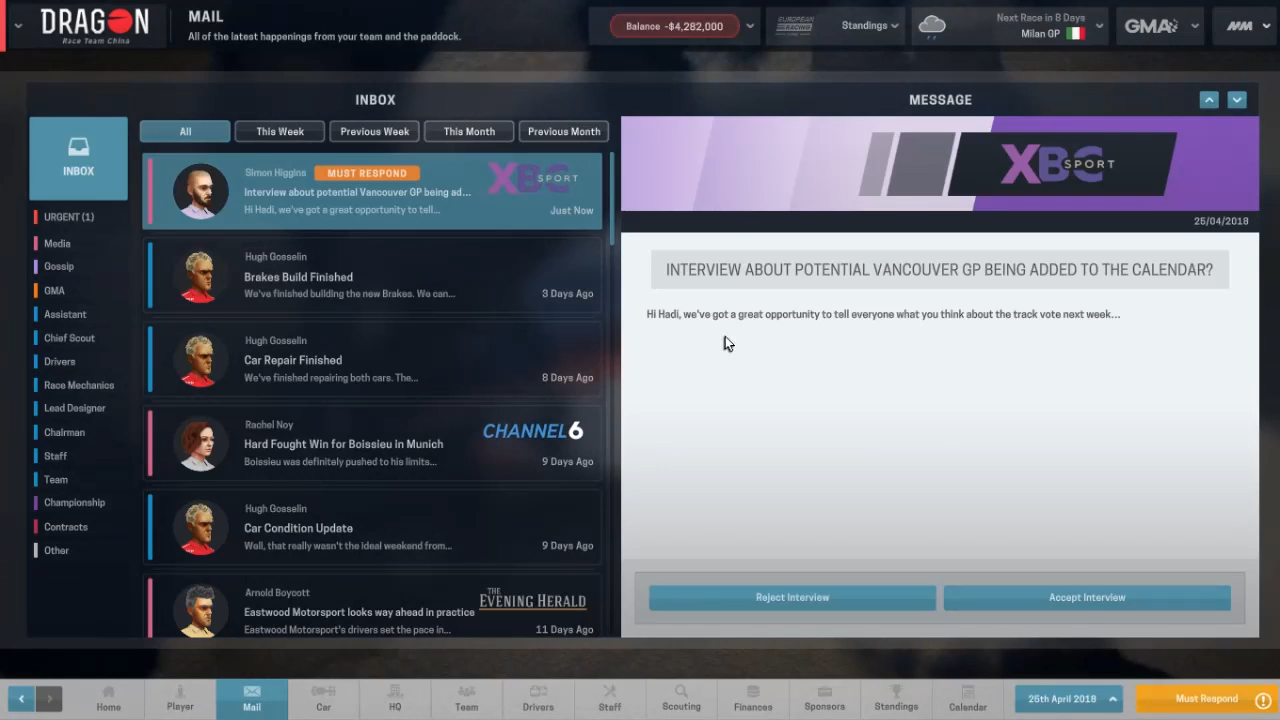 DRAGON
Race Team China
MAIL
All of the latest happenings from your team and the paddock.
Balance -$4,282,000
EUROPEAN
Standings
Next Race in 8 Days
Milan GP
GMA
INBOX
MESSAGE
INBOX
URGENT (1)
Media
Gossip
GMA
Assistant
Chief Scout
Drivers
Race Mechanics
Lead Designer
Chairman
Staff
Team
Championship
Contracts
Other
All
This Week
Previous Week
This Month
Previous Month
Simon Higgins
MUST RESPOND
XBC SPORT
Interview about potential Vancouver GP being ad...
Hi Hadi, we've got a great opportunity to tell...
Just Now
Hugh Gosselin
Brakes Build Finished
We've finished building the new Brakes. We can...
3 Days Ago
Hugh Gosselin
Car Repair Finished
We've finished repairing both cars. The...
8 Days Ago
Rachel Noy
CHANNEL6
Hard Fought Win for Boissieu in Munich
Boissieu was definitely pushed to his limits...
9 Days Ago
Hugh Gosselin
Car Condition Update
Well, that really wasn't the ideal weekend from...
9 Days Ago
Arnold Boycott
THE
EVENING HERALD
Eastwood Motorsport looks way ahead in practice
Eastwood Motorsport's drivers set the pace in...
11 Days Ago
XBC SPORT
25/04/2018
INTERVIEW ABOUT POTENTIAL VANCOUVER GP BEING ADDED TO THE CALENDAR?
Hi Hadi, we've got a great opportunity to tell everyone what you think about the track vote next week...
Reject Interview
Accept Interview
Home
Player
Mail
Car
HQ
Team
Drivers
Staff
Scouting
Finances
Sponsors
Standings
Calendar
25th April 2018
Must Respond